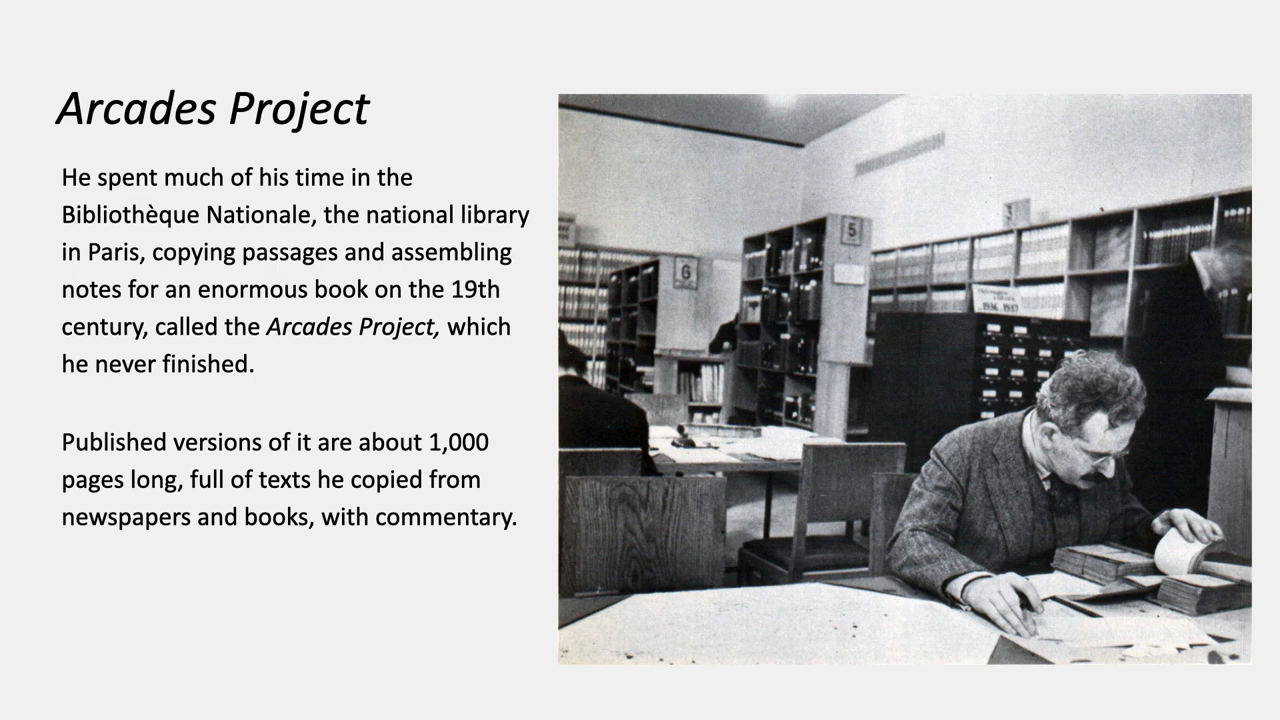 Arcades Project
He spent much of his time in the
Bibliothèque Nationale, the national library
in Paris, copying passages and assembling
notes for an enormous book on the 19th
century, called the Arcades Project, which
he never finished.
Published versions of it are about 1,000
pages long, full of texts he copied from
newspapers and books, with commentary.
6
5
3
1936-1937